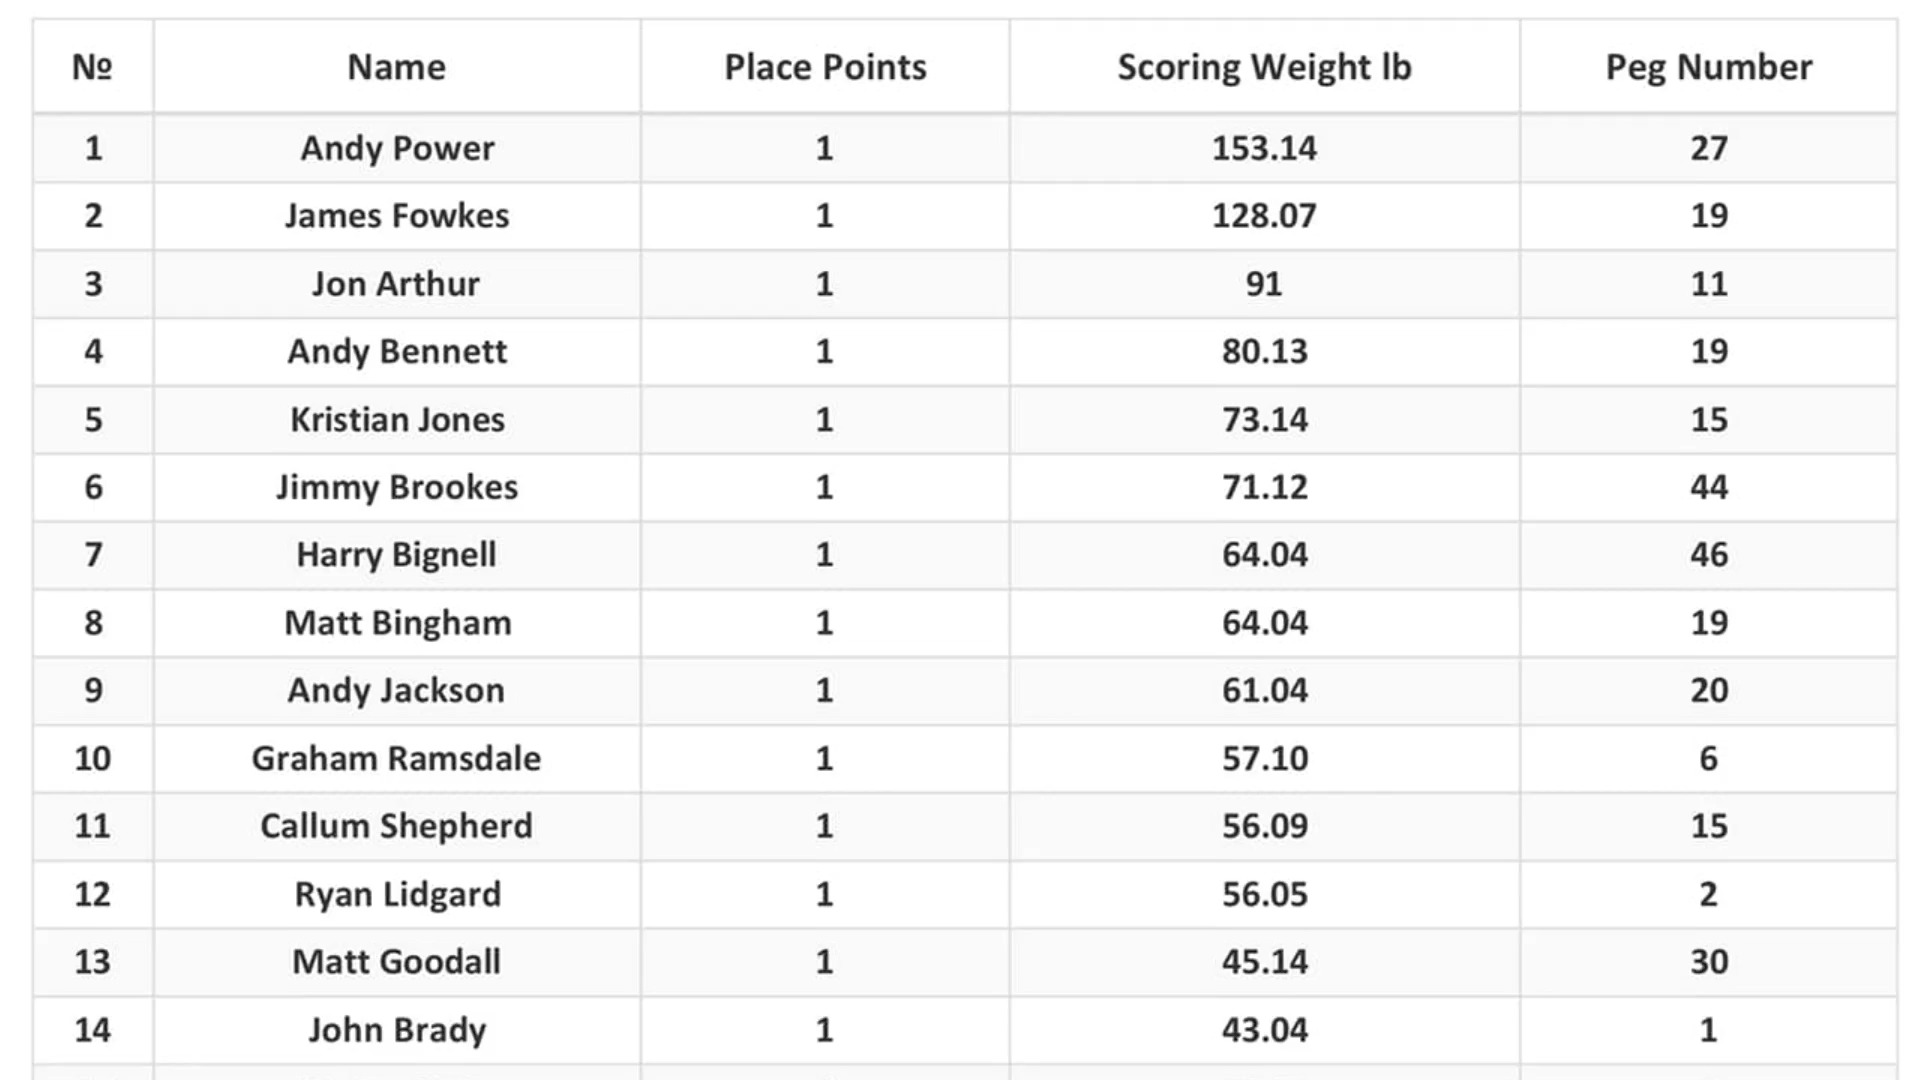 № Name Place Points Scoring Weight lb Peg Number
1 Andy Power 1 153.14 27
2 James Fowkes 1 128.07 19
3 Jon Arthur 1 91 11
4 Andy Bennett 1 80.13 19
5 Kristian Jones 1 73.14 15
6 Jimmy Brookes 1 71.12 44
7 Harry Bignell 1 64.04 46
8 Matt Bingham 1 64.04 19
9 Andy Jackson 1 61.04 20
10 Graham Ramsdale 1 57.10 6
11 Callum Shepherd 1 56.09 15
12 Ryan Lidgard 1 56.05 2
13 Matt Goodall 1 45.14 30
14 John Brady 1 43.04 1